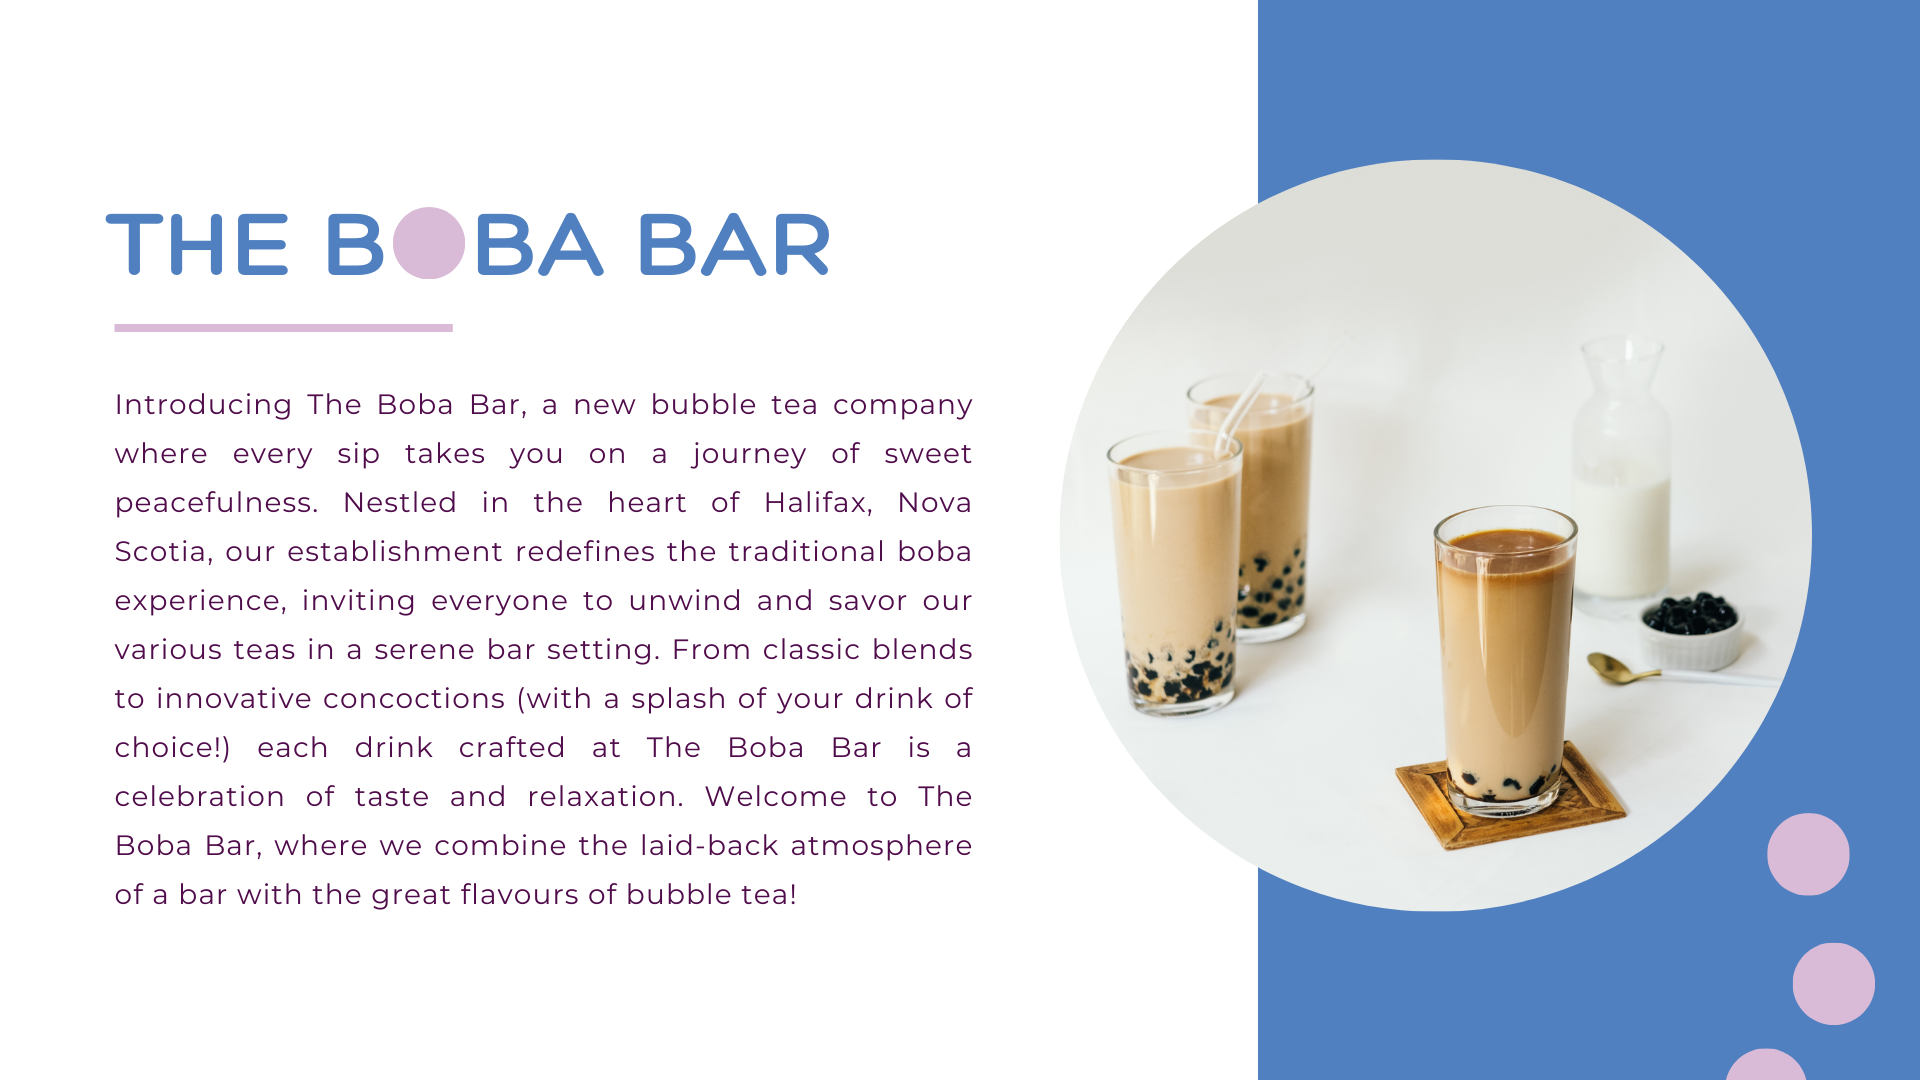 THE BOBA BAR
Introducing The Boba Bar, a new bubble tea company
where every sip takes you on a journey of sweet
peacefulness. Nestled in the heart of Halifax, Nova
Scotia, our establishment redefines the traditional boba
experience, inviting everyone to unwind and savor our
various teas in a serene bar setting. From classic blends
to innovative concoctions (with a splash of your drink of
choice!) each drink crafted at The Boba Bar is a
celebration of taste and relaxation. Welcome to The
Boba Bar, where we combine the laid-back atmosphere
of a bar with the great flavours of bubble tea!